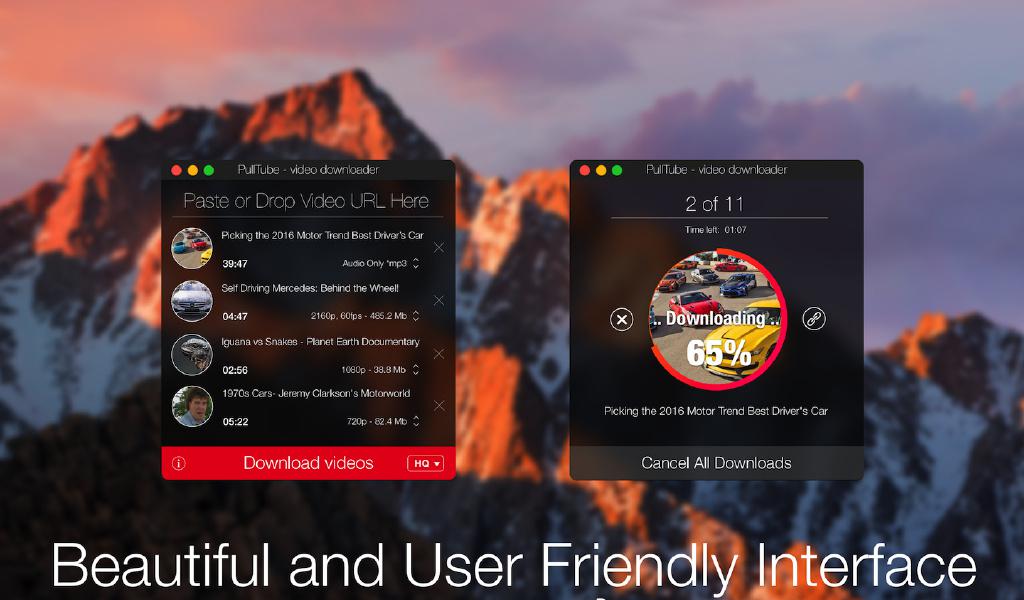 PullTube - video downloader
Paste or Drop Video URL Here
Picking the 2016 Motor Trend Best Driver's Car
39:47
Audio Only *mp3
Self Driving Mercedes: Behind the Wheel!
04:47
2160p, 60fps - 485.2 Mb
Iguana vs Snakes - Planet Earth Documentary
02:56
1080p - 38.8 Mb
1970s Cars- Jeremy Clarkson's Motorworld
05:22
720p - 82.4 Mb
Download videos
HQ
PullTube - video downloader
2 of 11
Time left: 01:07
.. Downloading ..
65%
Picking the 2016 Motor Trend Best Driver's Car
Cancel All Downloads
Beautiful and User Friendly Interface